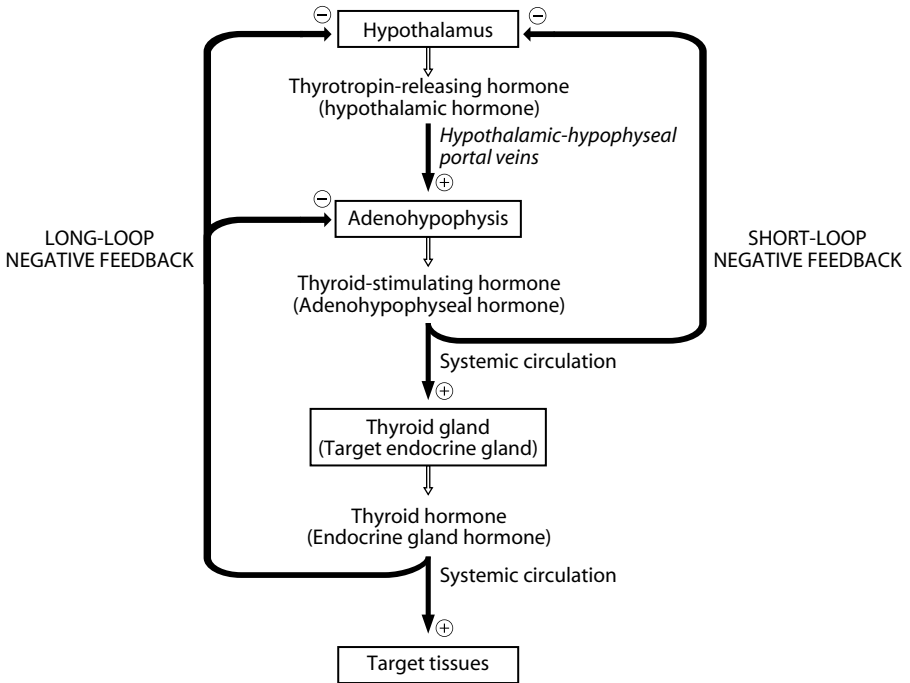 −
−
Hypothalamus
Thyrotropin-releasing hormone
(hypothalamic hormone)
Hypothalamic-hypophyseal
portal veins
+
−
Adenohypophysis
LONG-LOOP
NEGATIVE FEEDBACK
SHORT-LOOP
NEGATIVE FEEDBACK
Thyroid-stimulating hormone
(Adenohypophyseal hormone)
Systemic circulation
+
Thyroid gland
(Target endocrine gland)
Thyroid hormone
(Endocrine gland hormone)
Systemic circulation
+
Target tissues